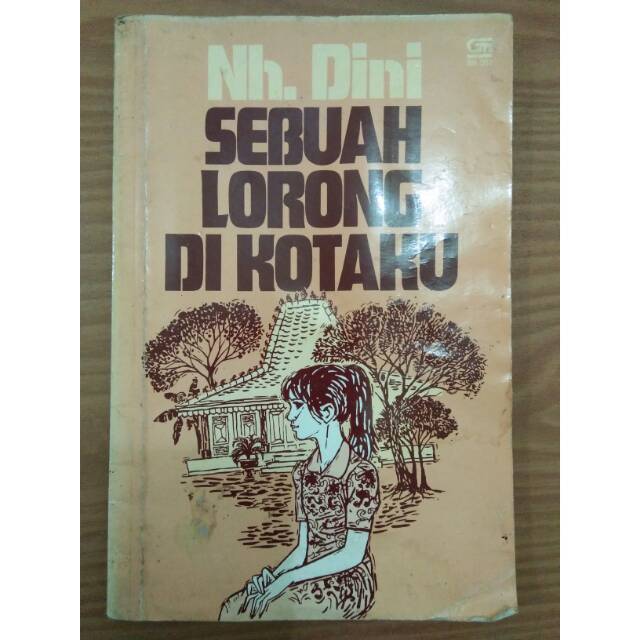 Nh. Dini
SEBUAH
LORONG
DI KOTAKU